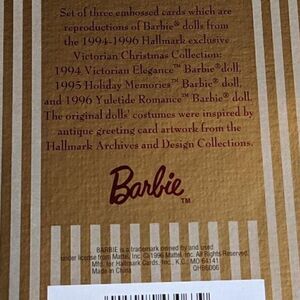 Set of three embossed cards which are
reproductions of Barbie® dolls from
the 1994-1996 Hallmark exclusive
Victorian Christmas Collection:
1994 Victorian Elegance™ Barbie® doll,
1995 Holiday Memories™ Barbie® doll,
and 1996 Yuletide Romance™ Barbie® doll.
The original dolls' costumes were inspired by
antique greeting card artwork from the
Hallmark Archives and Design Collections.
Barbie™
BARBIE is a trademark owned by and used
under license from Mattel, Inc. © 1996 Mattel, Inc. All Rights Reserved.
Mfg. for Hallmark Cards, Inc., K.C., MO 64141
Made in China QHB6006